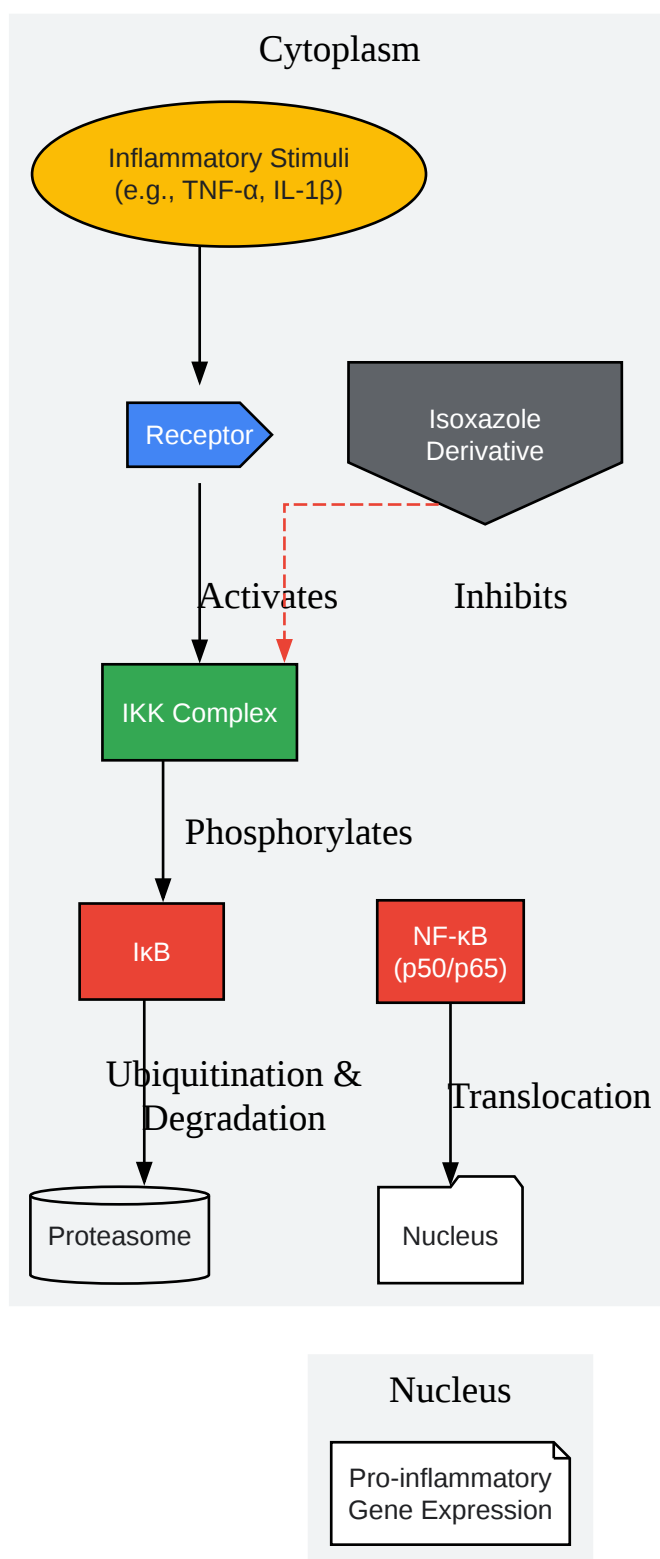 Cytoplasm
Inflammatory Stimuli
(e.g., TNF-α, IL-1β)
Receptor
Isoxazole
Derivative
Activates
Inhibits
IKK Complex
Phosphorylates
IκB
NF-κB
(p50/p65)
Ubiquitination &
Degradation
Translocation
Proteasome
Nucleus
Nucleus
Pro-inflammatory
Gene Expression